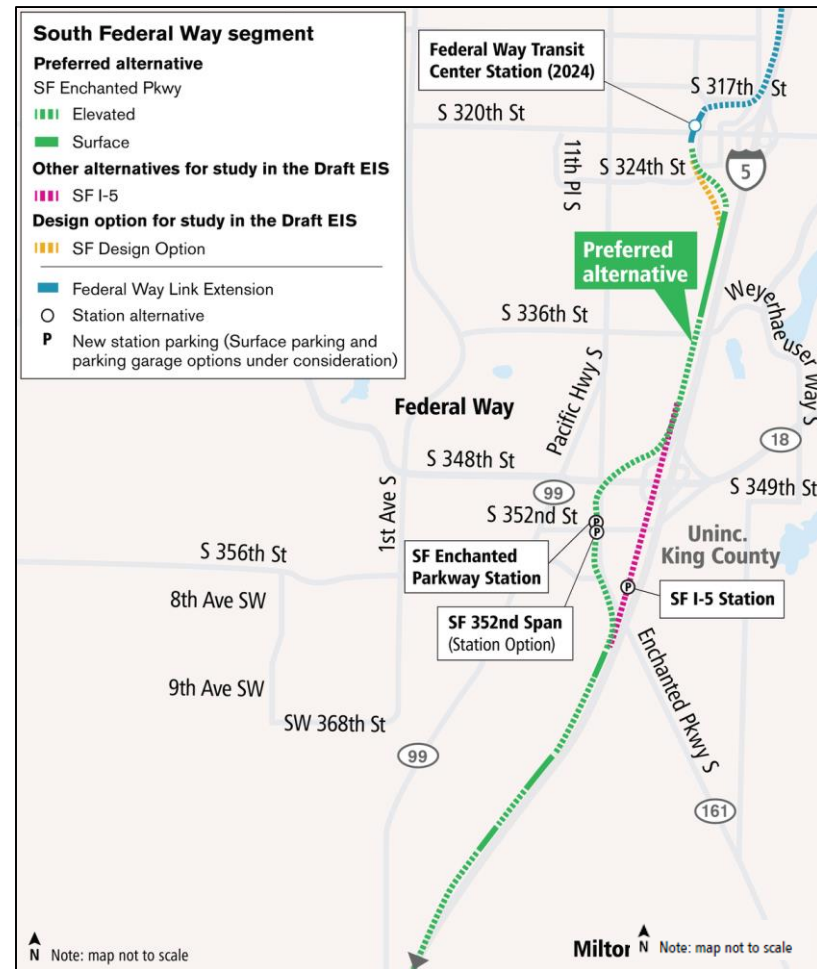 South Federal Way segment
Preferred alternative
SF Enchanted Pkwy
Elevated
Surface
Other alternatives for study in the Draft EIS
SF I-5
Design option for study in the Draft EIS
SF Design Option
Federal Way Link Extension
Station alternative
P New station parking (Surface parking and
parking garage options under consideration)
Federal Way Transit
Center Station (2024)
S 317th St
S 320th St
11th Pl S
S 324th St
5
Preferred
alternative
Weyerhaeuser Way S
S 336th St
Pacific Hwy S
Federal Way
18
S 348th St
99
S 349th St
1st Ave S
S 352nd St
P
P
Uninc.
King County
S 356th St
SF Enchanted
Parkway Station
8th Ave SW
P
SF I-5 Station
SF 352nd Span
(Station Option)
Enchanted Pkwy S
9th Ave SW
SW 368th St
99
161
N Note: map not to scale
Milto
N Note: map not to scale